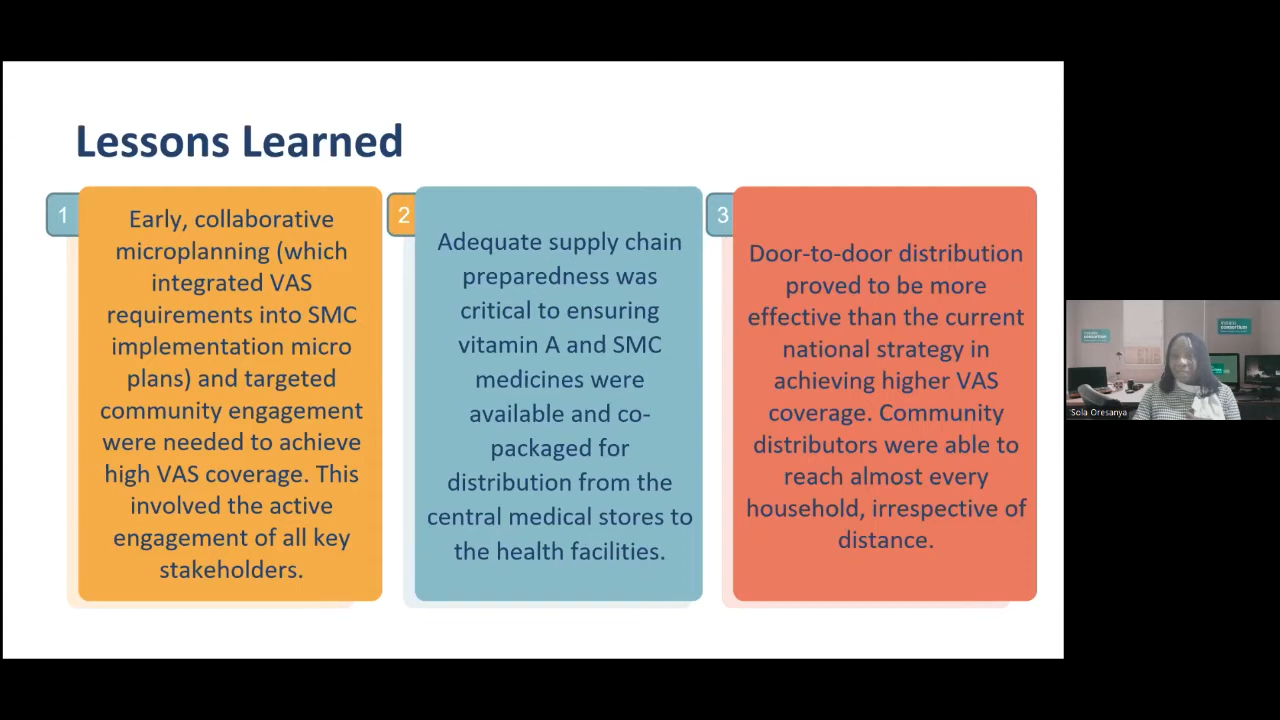 Lessons Learned
1
Early, collaborative
microplanning (which
integrated VAS
requirements into SMC
implementation micro
plans) and targeted
community engagement
were needed to achieve
high VAS coverage. This
involved the active
engagement of all key
stakeholders.
2
Adequate supply chain
preparedness was
critical to ensuring
vitamin A and SMC
medicines were
available and co-
packaged for
distribution from the
central medical stores to
the health facilities.
3
Door-to-door distribution
proved to be more
effective than the current
national strategy in
achieving higher VAS
coverage. Community
distributors were able to
reach almost every
household, irrespective of
distance.
malaria
consortium
Sola Oresanya